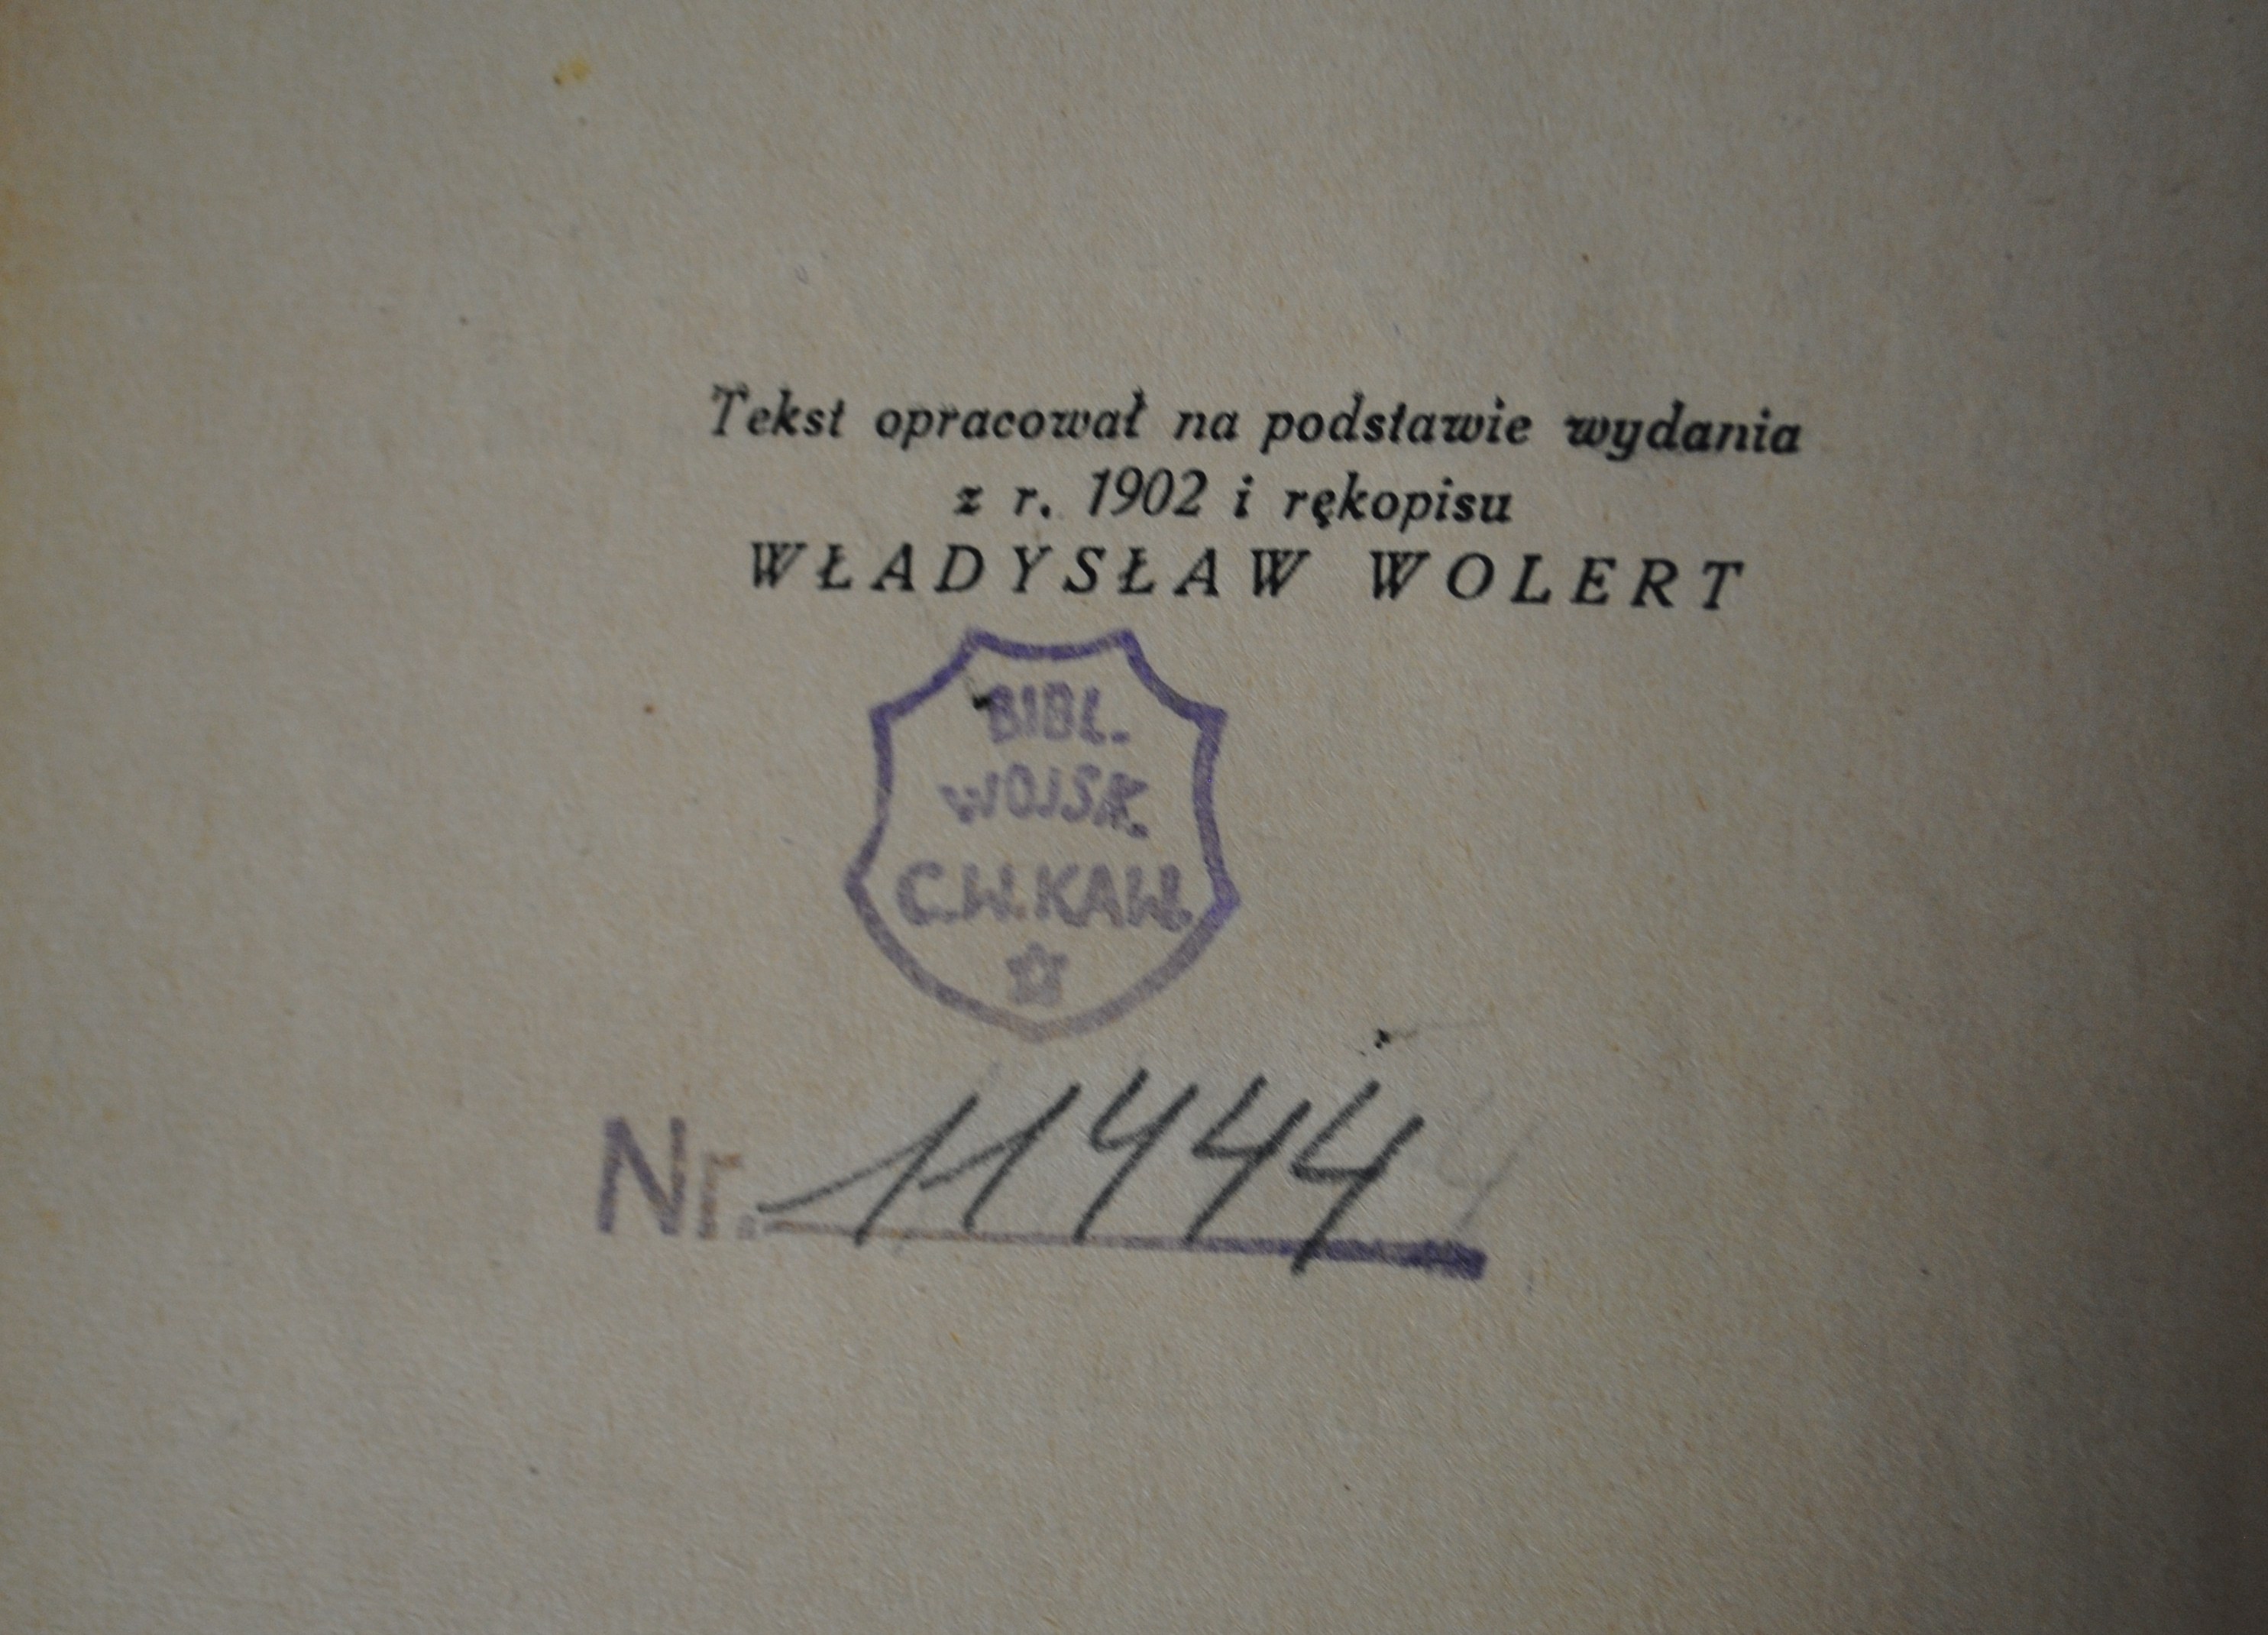 Tekst opracował na podstawie wydania
z r. 1902 i rękopisu
WŁADYSŁAW WOLERT
BIBL.
WOJSK.
C.W.KAW.
Nr. 11444